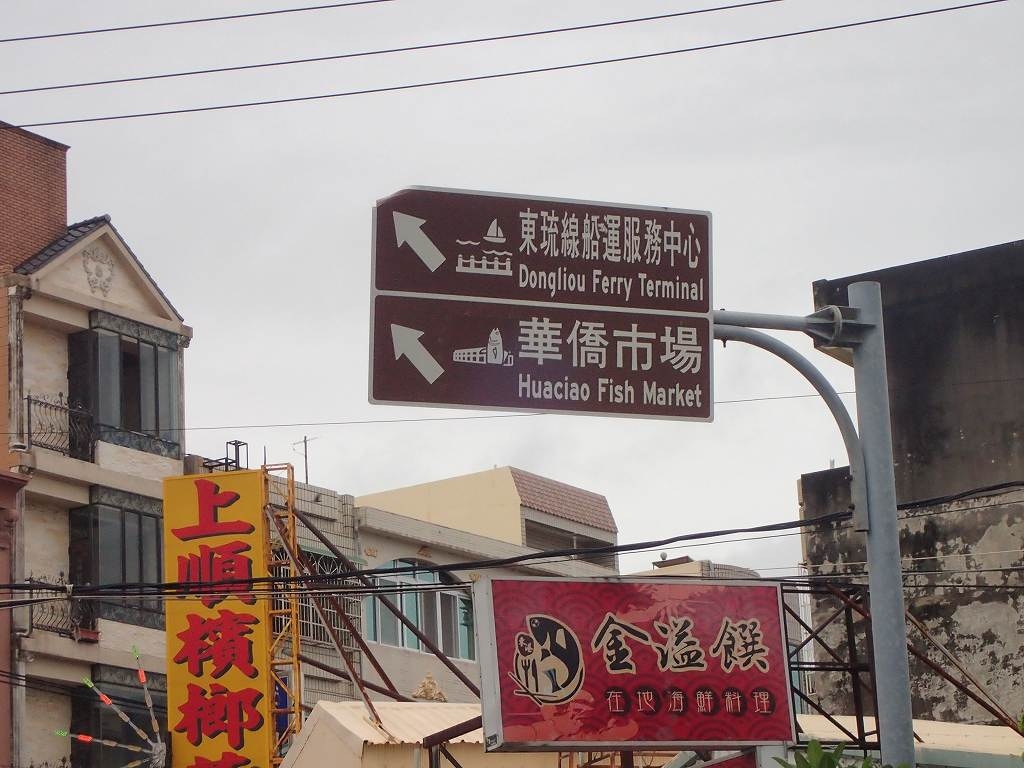 東琉線船運服務中心
Dongliou Ferry Terminal
華僑市場
Huaciao Fish Market
上順檳榔
金溢饌
在地海鮮料理